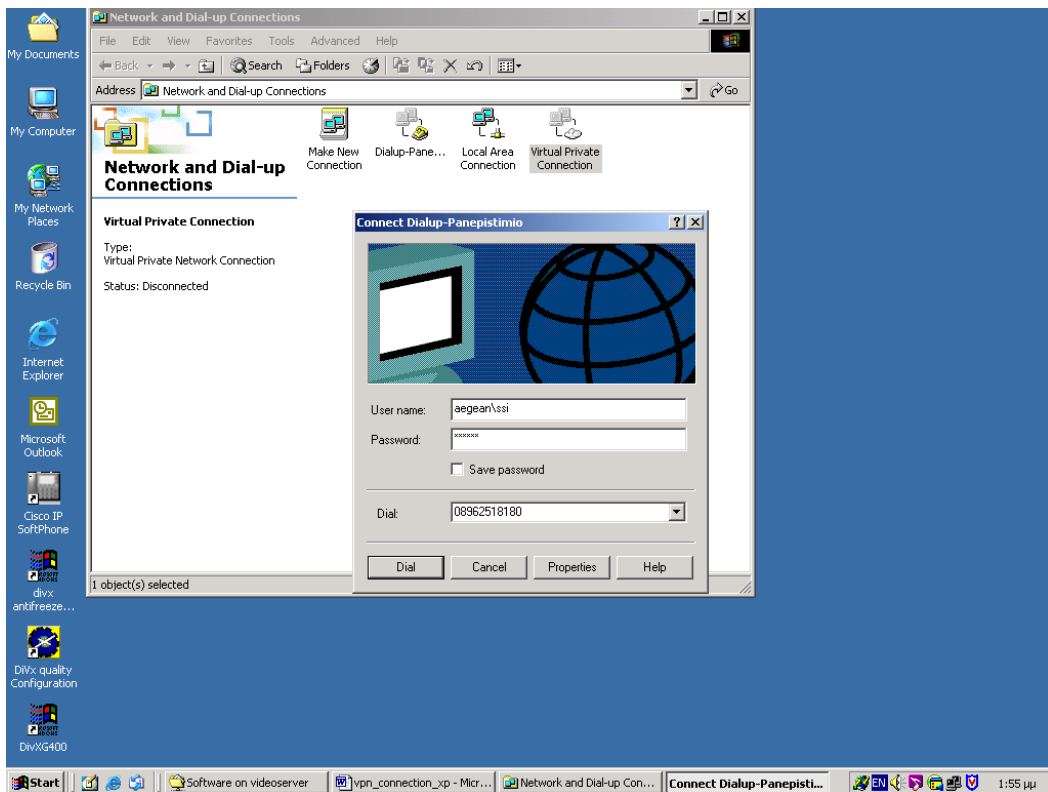 My Documents
My Computer
My Network
Places
Recycle Bin
Internet
Explorer
Microsoft
Outlook
Cisco IP
SoftPhone
divx
antifreeze...
DiVx quality
Configuration
DivXG400
Network and Dial-up Connections
File Edit View Favorites Tools Advanced Help
Back Search Folders
Address Network and Dial-up Connections Go
Network and Dial-up
Connections
Virtual Private Connection
Type:
Virtual Private Network Connection
Status: Disconnected
Make New
Connection
Dialup-Pane...
Local Area
Connection
Virtual Private
Connection
Connect Dialup-Panepistimio
User name: aegean\ssi
Password: xxxxxx
Save password
Dial: 08962518180
Dial Cancel Properties Help
1 object(s) selected
Start Software on videoserver vpn_connection_xp - Micr... Network and Dial-up Con... Connect Dialup-Panepisti... EN 1:55 μμ